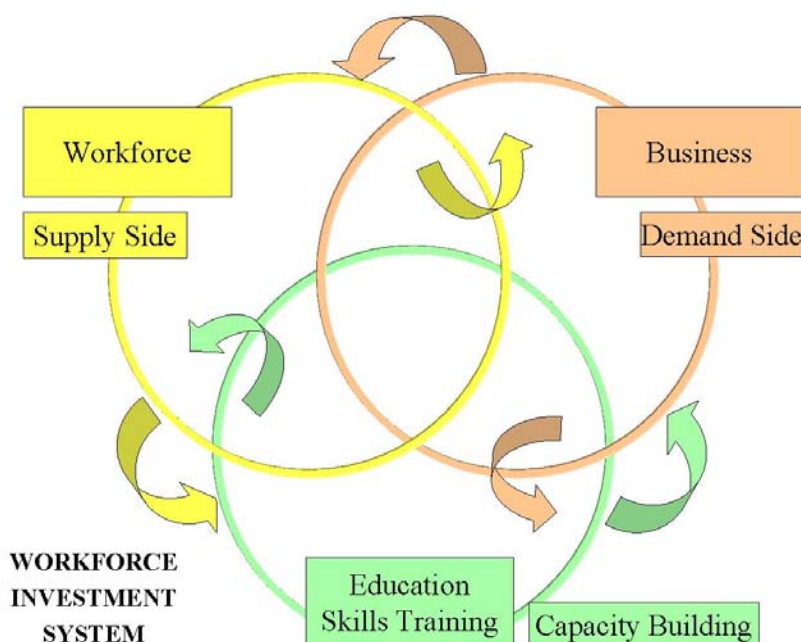 Workforce
Business
Supply Side
Demand Side
WORKFORCE
INVESTMENT
SYSTEM
Education
Skills Training
Capacity Building